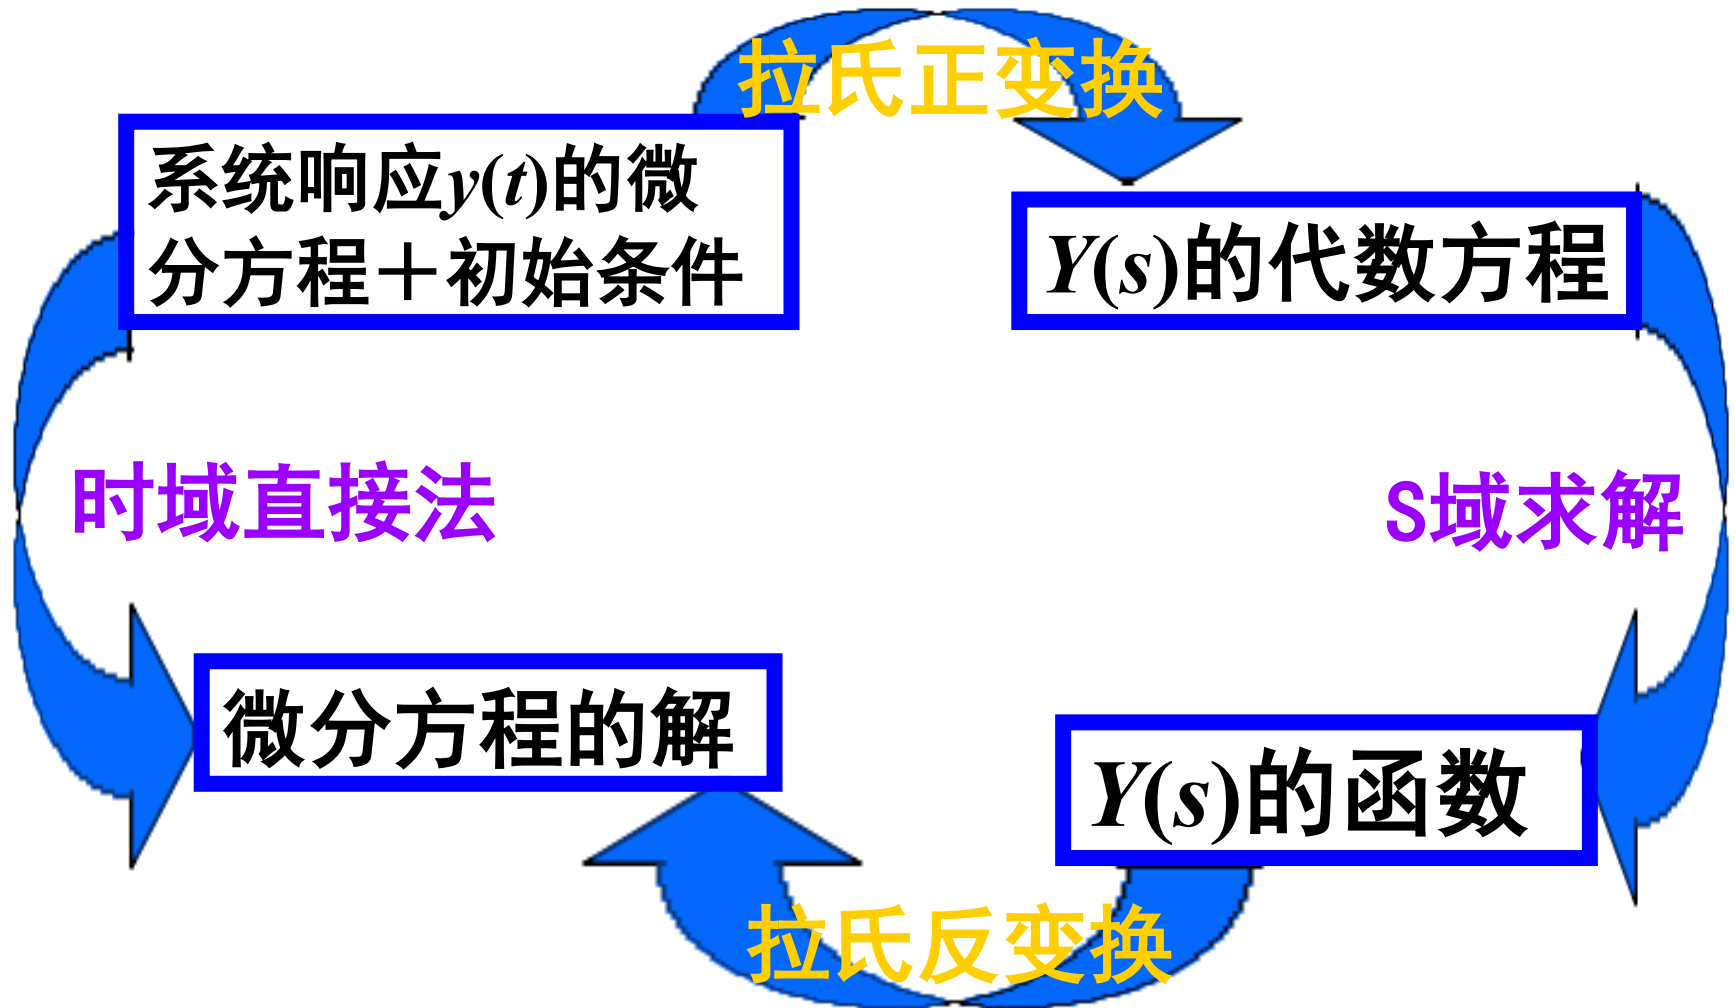 拉氏正变换
系统响应y(t)的微
分方程＋初始条件
Y(s)的代数方程
时域直接法
S域求解
微分方程的解
Y(s)的函数
拉氏反变换